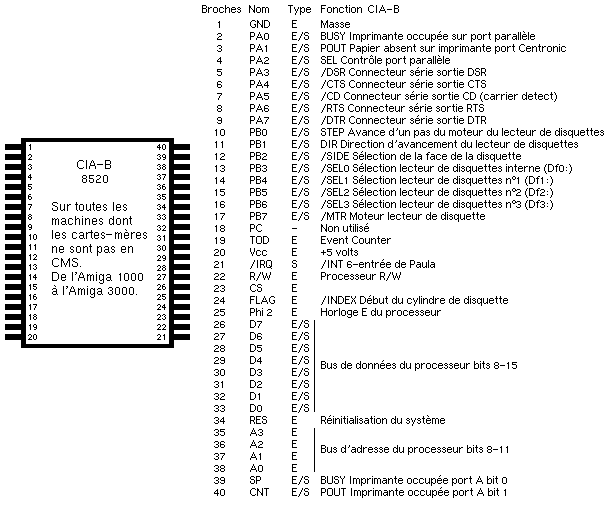 Broches Nom Type Fonction CIA-B
1 GND E Masse
2 PA0 E/S BUSY Imprimante occupée sur port parallèle
3 PA1 E/S POUT Papier absent sur imprimante port Centronic
4 PA2 E/S SEL Contrôle port parallèle
5 PA3 E/S /DSR Connecteur série sortie DSR
6 PA4 E/S /CTS Connecteur série sortie CTS
7 PA5 E/S /CD Connecteur série sortie CD (carrier detect)
8 PA6 E/S /RTS Connecteur série sortie RTS
9 PA7 E/S /DTR Connecteur série sortie DTR
10 PB0 E/S STEP Avance d'un pas du moteur du lecteur de disquettes
11 PB1 E/S DIR Direction d'avancement du lecteur de disquettes
12 PB2 E/S /SIDE Sélection de la face de la disquette
13 PB3 E/S /SEL0 Sélection lecteur de disquettes interne (Df0:)
14 PB4 E/S /SEL1 Sélection lecteur de disquettes n°1 (Df1:)
15 PB5 E/S /SEL2 Sélection lecteur de disquettes n°2 (Df2:)
16 PB6 E/S /SEL3 Sélection lecteur de disquettes n°3 (Df3:)
17 PB7 E/S /MTR Moteur lecteur de disquette
18 PC - Non utilisé
19 TOD E Event Counter
20 Vcc E +5 volts
21 /IRQ S /INT 6-entrée de Paula
22 R/W E Processeur R/W
23 CS E
24 FLAG E /INDEX Début du cylindre de disquette
25 Phi 2 E Horloge E du processeur
26 D7 E/S
27 D6 E/S
28 D5 E/S
29 D4 E/S Bus de données du processeur bits 8-15
30 D3 E/S
31 D2 E/S
32 D1 E/S
33 D0 E/S
34 RES E Réinitialisation du système
35 A3 E
36 A2 E Bus d'adresse du processeur bits 8-11
37 A1 E
38 A0 E
39 SP E/S BUSY Imprimante occupée port A bit 0
40 CNT E/S POUT Imprimante occupée port A bit 1
CIA-B
8520
Sur toutes les
machines dont
les cartes-mères
ne sont pas en
CMS.
De l'Amiga 1000
à l'Amiga 3000.
1 40
2 39
3 38
4 37
5 36
6 35
7 34
8 33
9 32
10 31
11 30
12 29
13 28
14 27
15 26
16 25
17 24
18 23
19 22
20 21